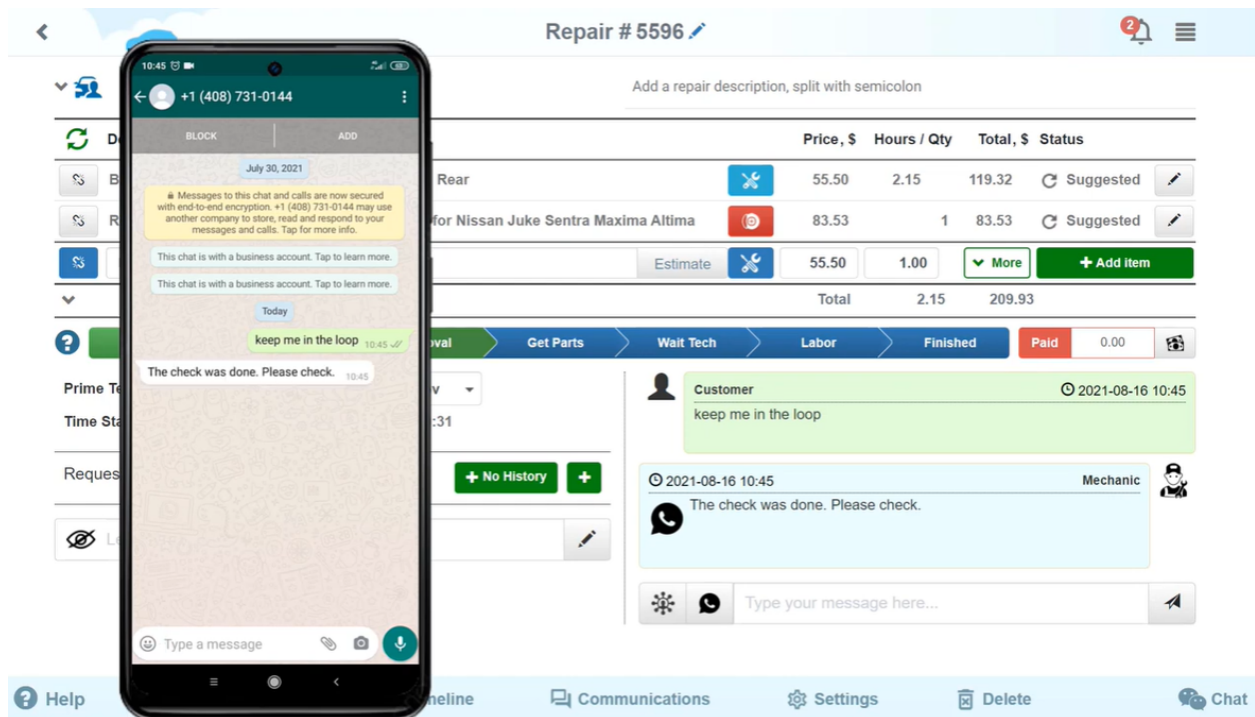 Repair # 5596
2
Add a repair description, split with semicolon
Price, $ Hours / Qty Total, $ Status
Rear 55.50 2.15 119.32 Suggested
for Nissan Juke Sentra Maxima Altima 83.53 1 83.53 Suggested
Estimate 55.50 1.00 More + Add item
Total 2.15 209.93
Get Parts Wait Tech Labor Finished Paid 0.00
Prime
Time
:31
+ No History +
Customer 2021-08-16 10:45
keep me in the loop
2021-08-16 10:45 Mechanic
The check was done. Please check.
Type your message here...
10:45
+1 (408) 731-0144
BLOCK ADD
July 30, 2021
Messages to this chat and calls are now secured
with end-to-end encryption. +1 (408) 731-0144 may use
another company to store, read and respond to your
messages and calls. Tap for more info.
This chat is with a business account. Tap to learn more.
This chat is with a business account. Tap to learn more.
Today
keep me in the loop 10:45
The check was done. Please check. 10:45
Type a message
Help Communications Settings Delete Chat